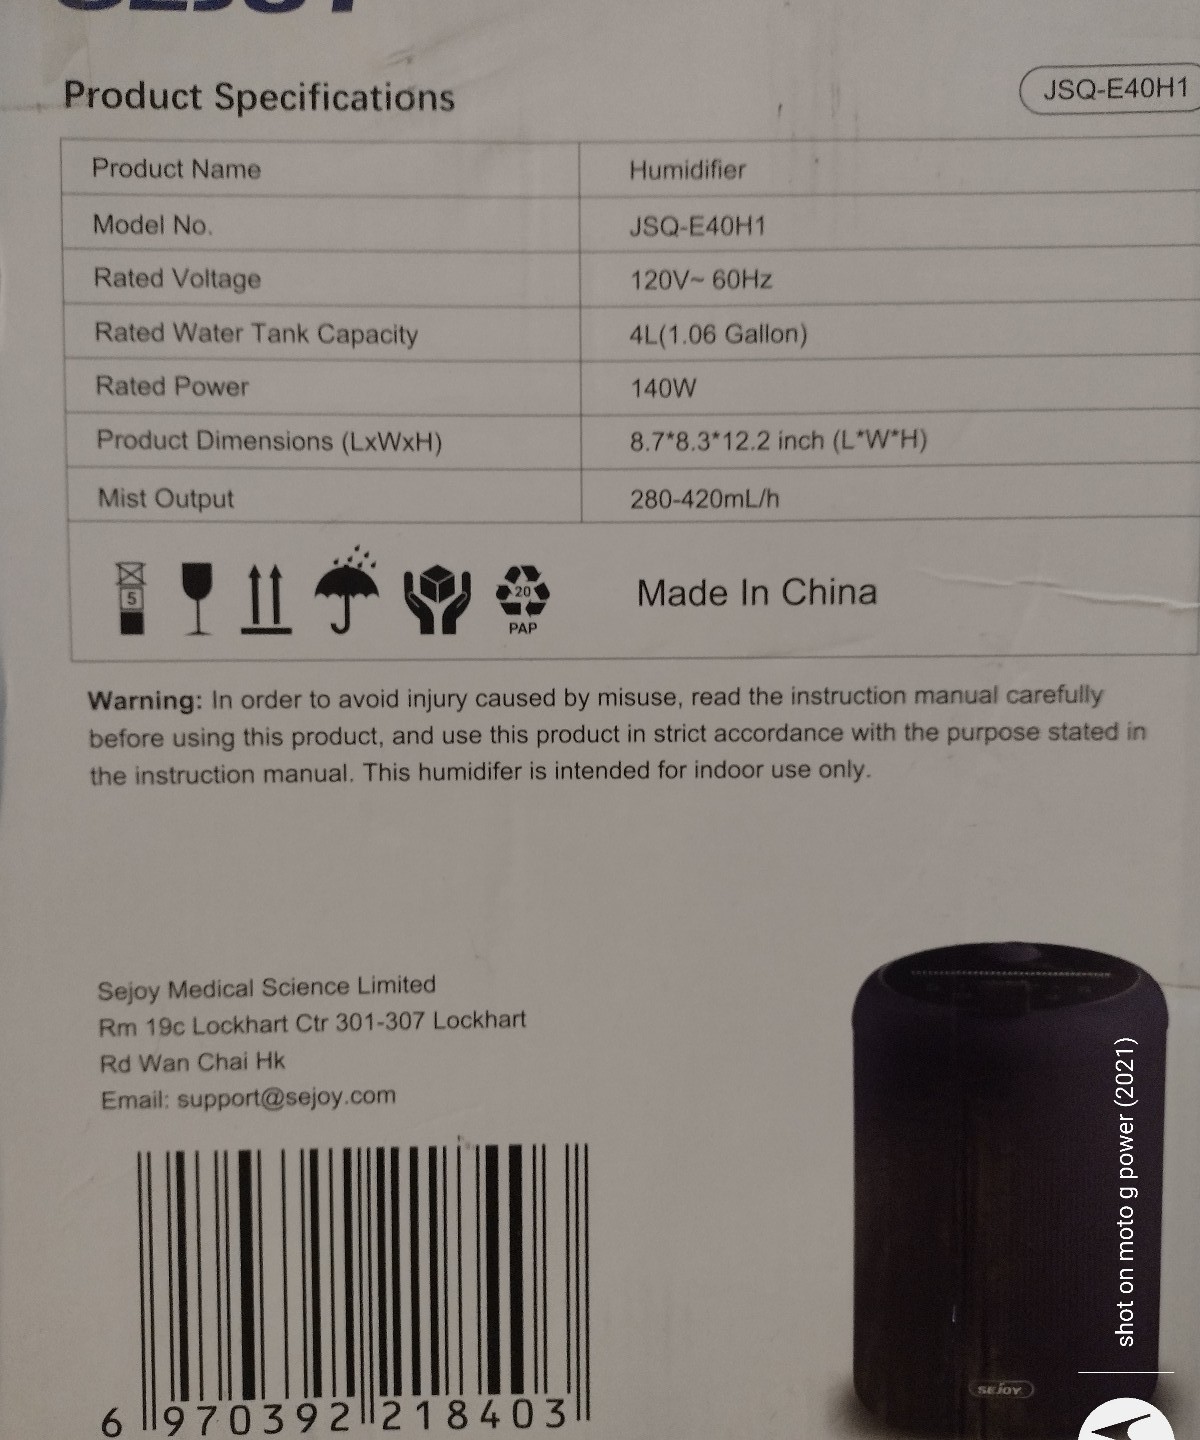 SEJOY
Product Specifications
JSQ-E40H1
Product Name Humidifier
Model No. JSQ-E40H1
Rated Voltage 120V~ 60Hz
Rated Water Tank Capacity 4L(1.06 Gallon)
Rated Power 140W
Product Dimensions (LxWxH) 8.7*8.3*12.2 inch (L*W*H)
Mist Output 280-420mL/h
5
20
PAP
Made In China
Warning: In order to avoid injury caused by misuse, read the instruction manual carefully
before using this product, and use this product in strict accordance with the purpose stated in
the instruction manual. This humidifer is intended for indoor use only.
Sejoy Medical Science Limited
Rm 19c Lockhart Ctr 301-307 Lockhart
Rd Wan Chai Hk
Email: support@sejoy.com
6 970392 218403
SEJOY
shot on moto g power (2021)